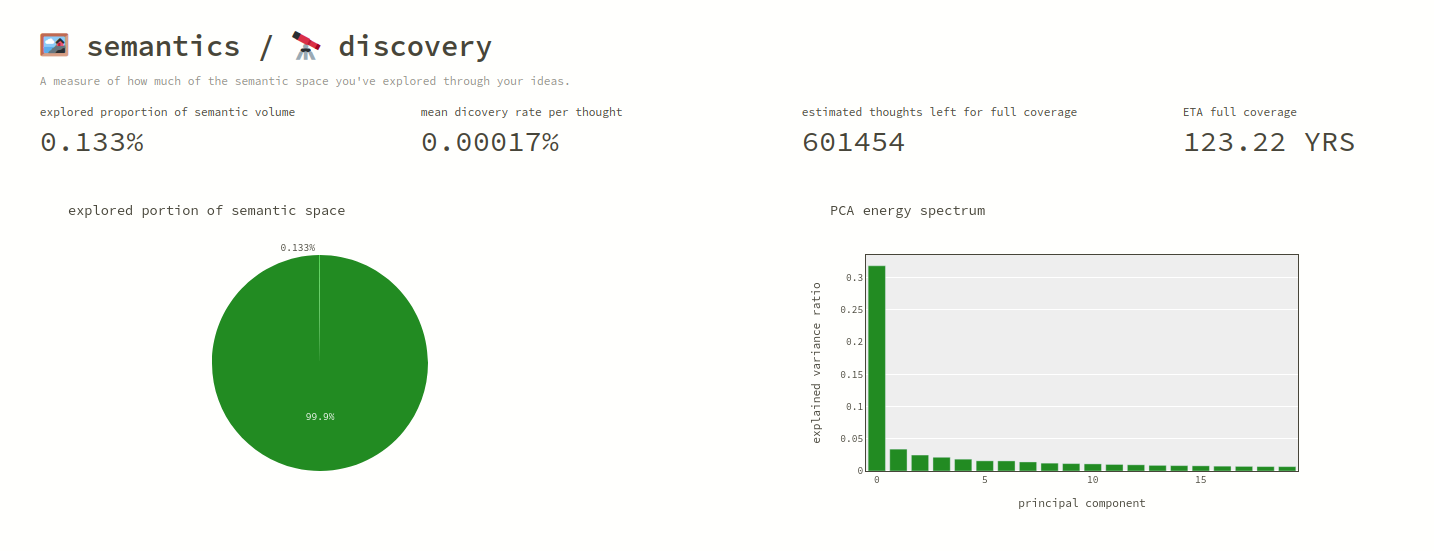 semantics / discovery
A measure of how much of the semantic space you've explored through your ideas.
explored proportion of semantic volume
0.133%
mean dicovery rate per thought
0.00017%
estimated thoughts left for full coverage
601454
ETA full coverage
123.22 YRS
explored portion of semantic space
0.133%
99.9%
PCA energy spectrum
explained variance ratio
0.3
0.25
0.2
0.15
0.1
0.05
0
0 5 10 15
principal component